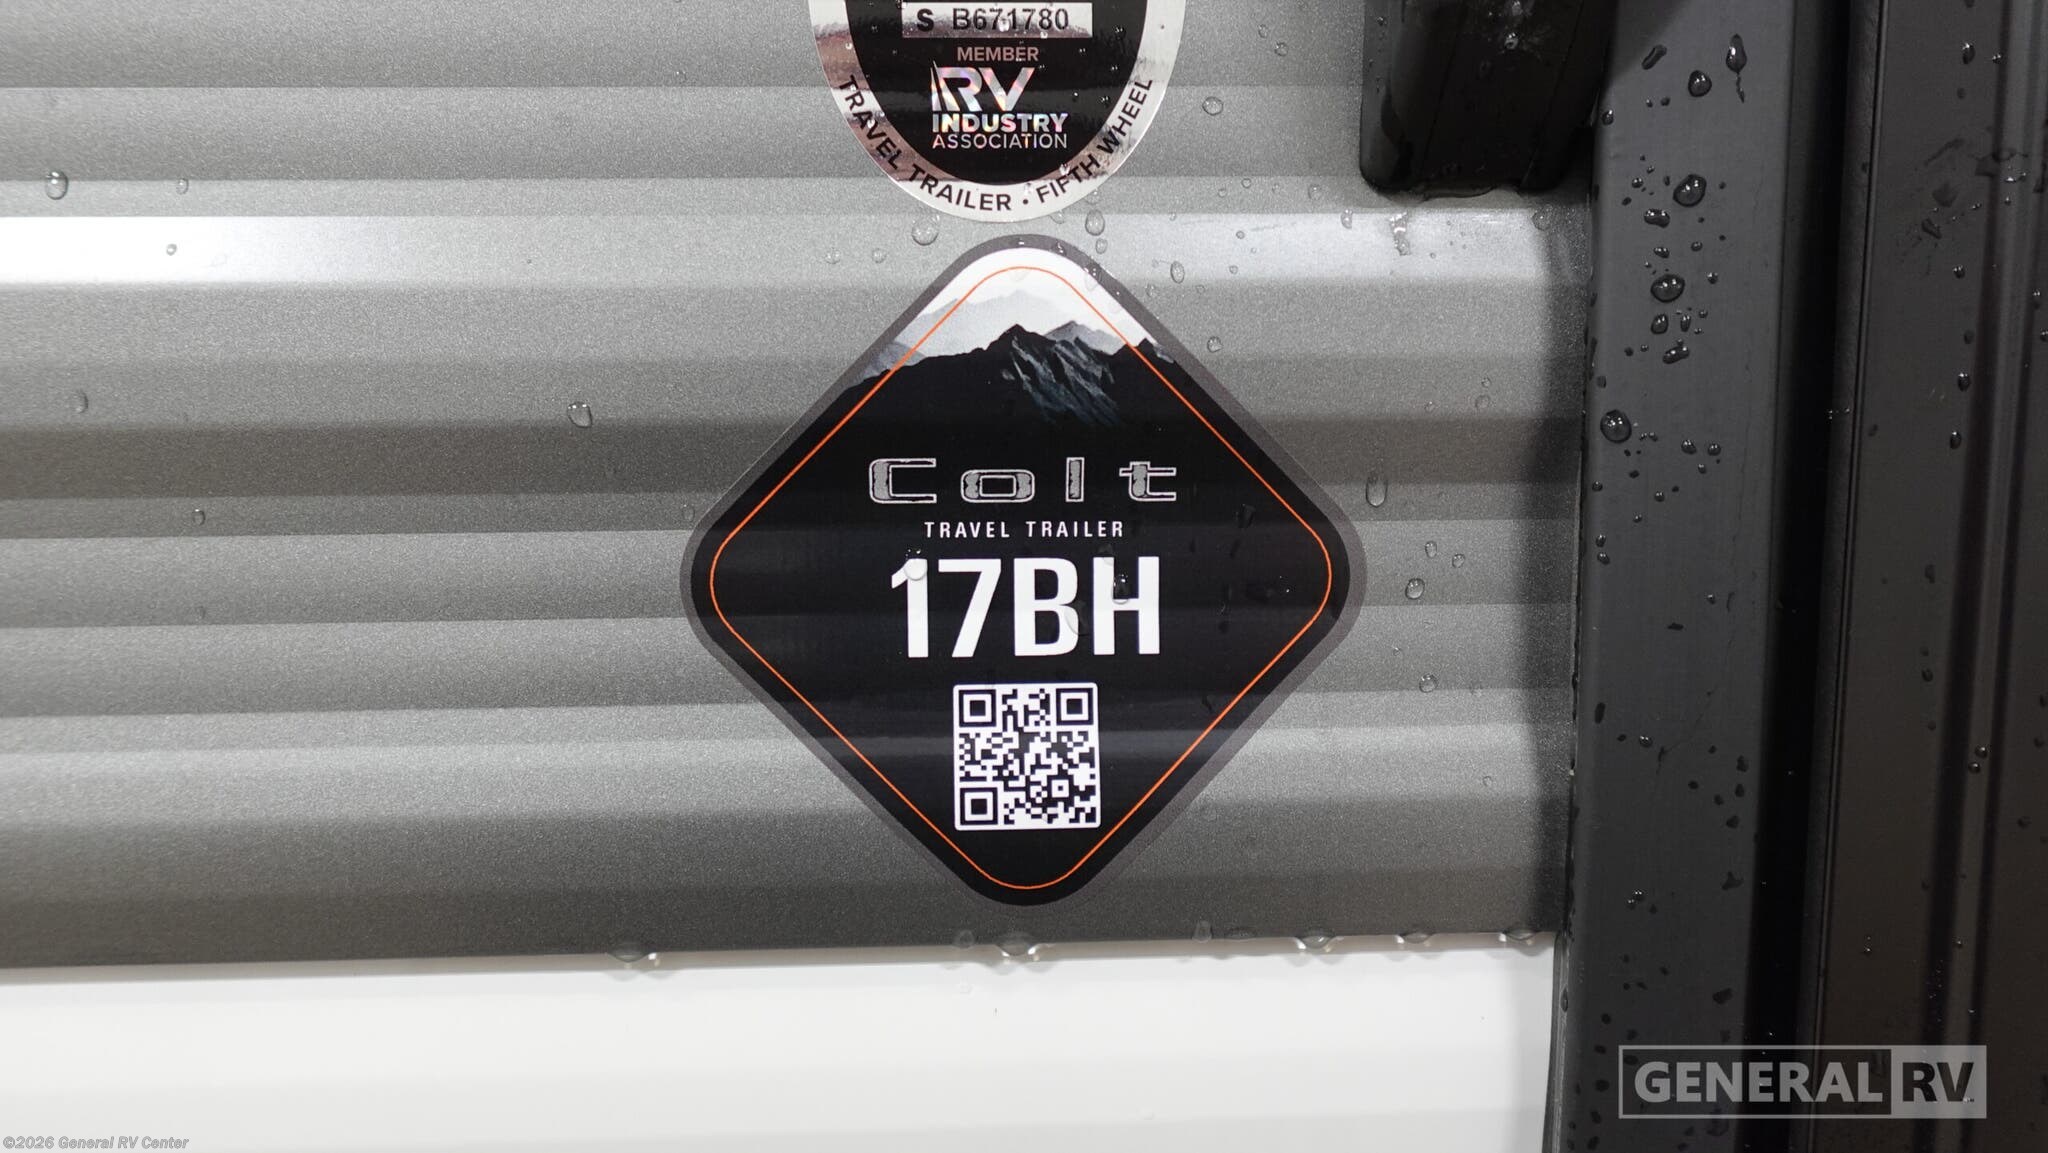 S B671780
MEMBER
RV
INDUSTRY
ASSOCIATION
TRAVEL TRAILER • FIFTH WHEEL
Colt
TRAVEL TRAILER
17BH
GENERAL RV
©2026 General RV Center